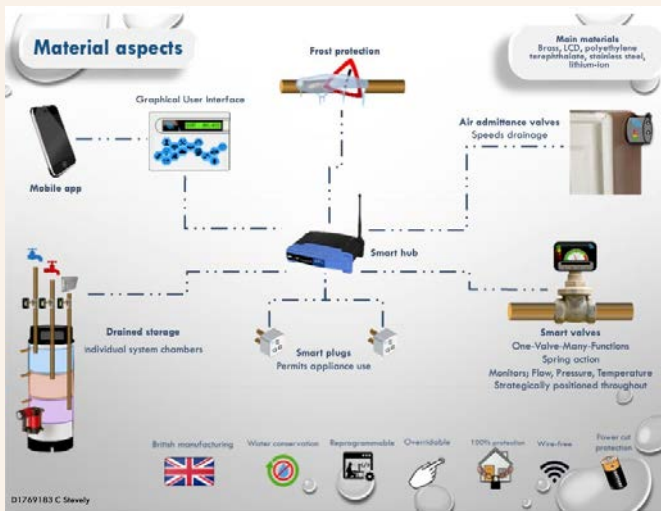 Material aspects
Main materials
Brass, LCD, polyethylene
terephthalate, stainless steel,
lithium-ion
Frost protection
Graphical User Interface
Air admittance valves
Speeds drainage
Mobile app
Smart hub
Drained storage
Individual system chambers
Smart plugs
Permits appliance use
Smart valves
One-Valve-Many-Functions
Spring action
Monitors; Flow, Pressure, Temperature
Strategically positioned throughout
British manufacturing
Water conservation
Reprogrammable
Overridable
100% protection
Wire-free
Power cut
protection
D1769183 C Stevely